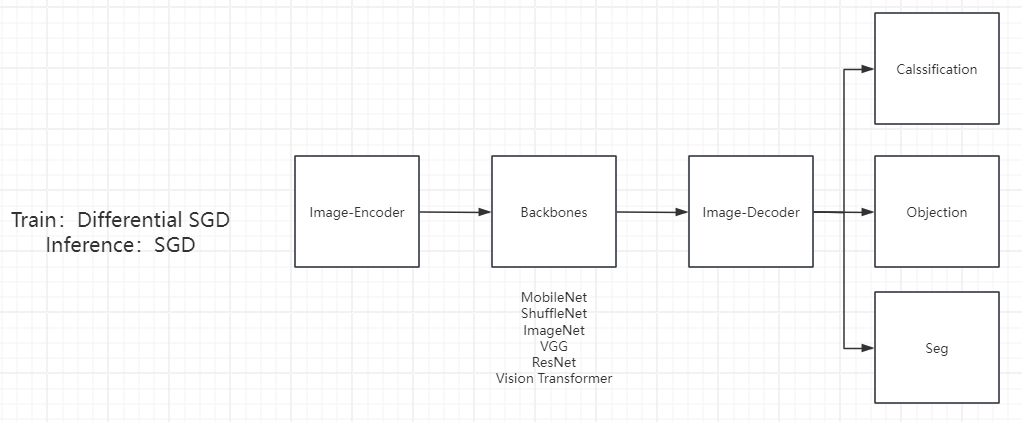 Train：Differential SGD
Inference：SGD
Image-Encoder
Backbones
MobileNet
ShuffleNet
ImageNet
VGG
ResNet
Vision Transformer
Image-Decoder
Calssification
Objection
Seg